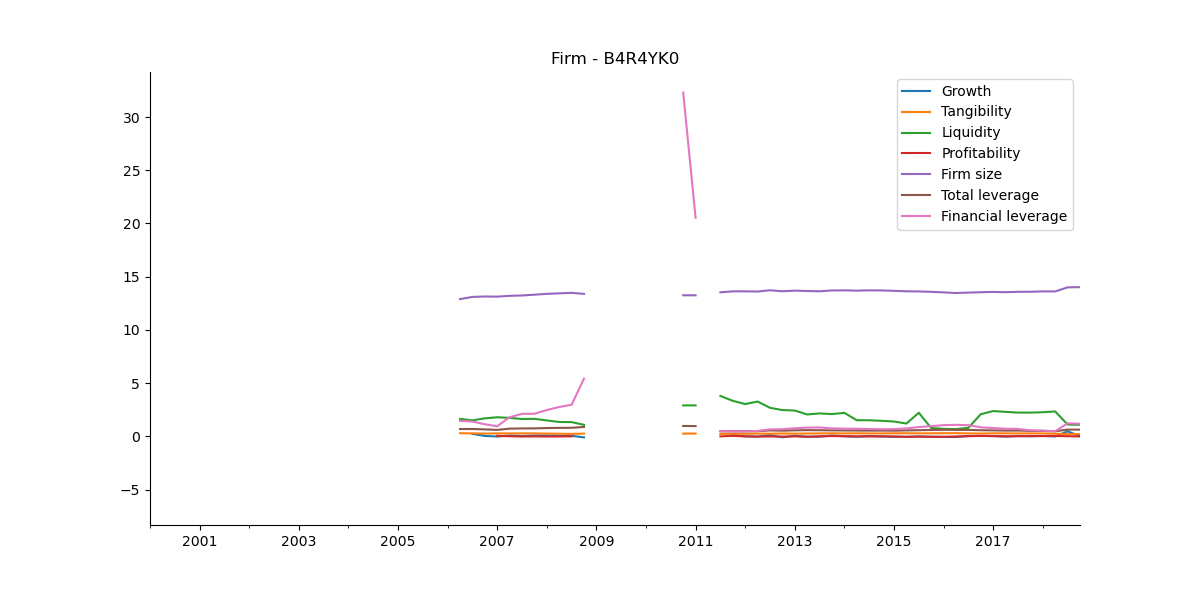 Firm - B4R4YK0
Growth
Tangibility
Liquidity
Profitability
Firm size
Total leverage
Financial leverage
30
25
20
15
10
5
0
−5
2001 2003 2005 2007 2009 2011 2013 2015 2017